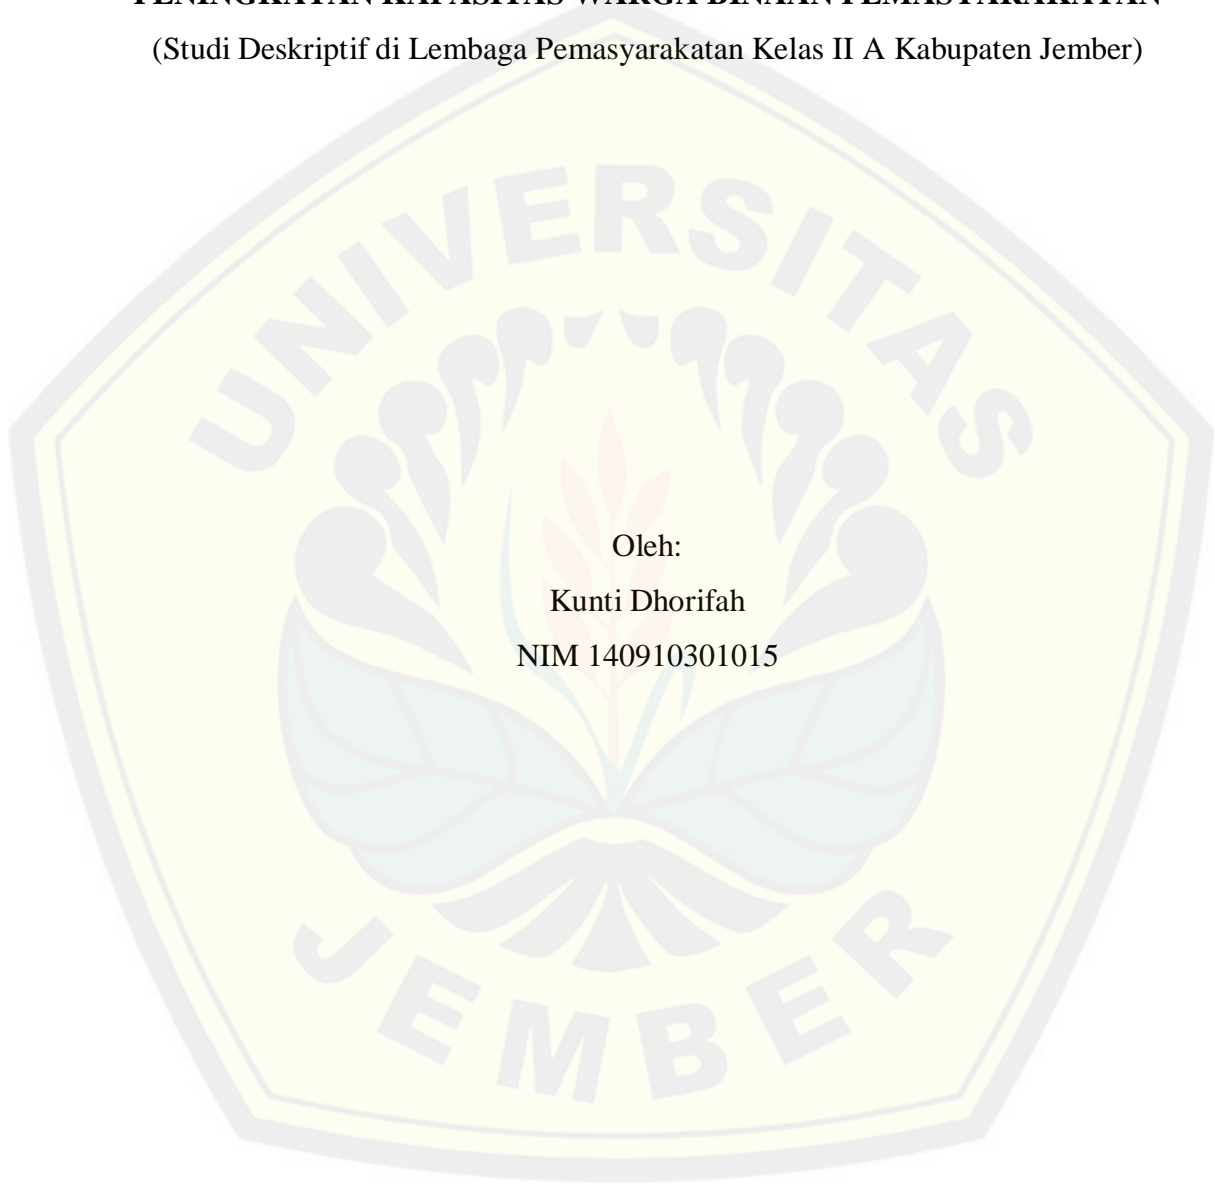 PENINGKATAN KAPASITAS WARGA BINAAN PEMASYARAKATAN
(Studi Deskriptif di Lembaga Pemasyarakatan Kelas II A Kabupaten Jember)
UNIVERSITAS
Oleh:
Kunti Dhorifah
NIM 140910301015
JEMBER